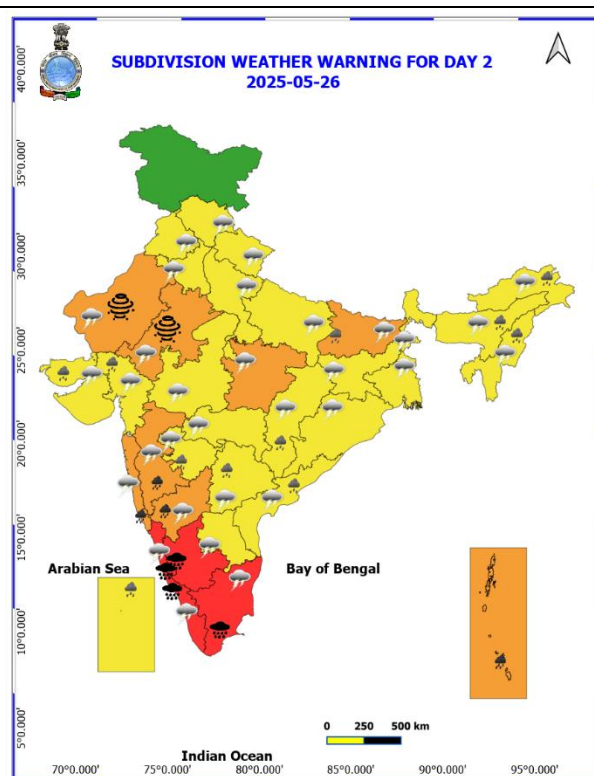 SUBDIVISION WEATHER WARNING FOR DAY 2
2025-05-26
40°0.000'
35°0.000'
30°0.000'
25°0.000'
20°0.000'
15°0.000'
10°0.000'
5°0.000'
Arabian Sea
Bay of Bengal
0 250 500 km
Indian Ocean
70°0.000' 75°0.000' 80°0.000' 85°0.000' 90°0.000' 95°0.000'